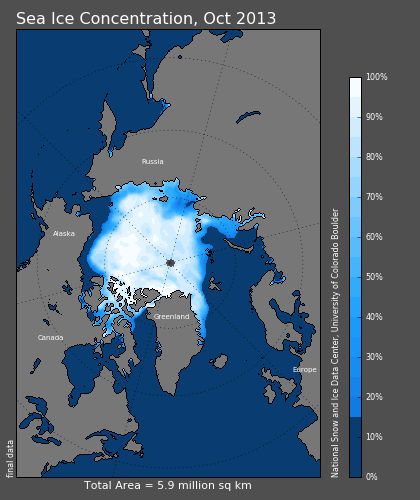 Sea Ice Concentration, Oct 2013
100%
90%
80%
70%
60%
50%
40%
30%
20%
10%
0%
Russia
Alaska
Canada
Greenland
Europe
final data
National Snow and Ice Data Center, University of Colorado Boulder
Total Area = 5.9 million sq km